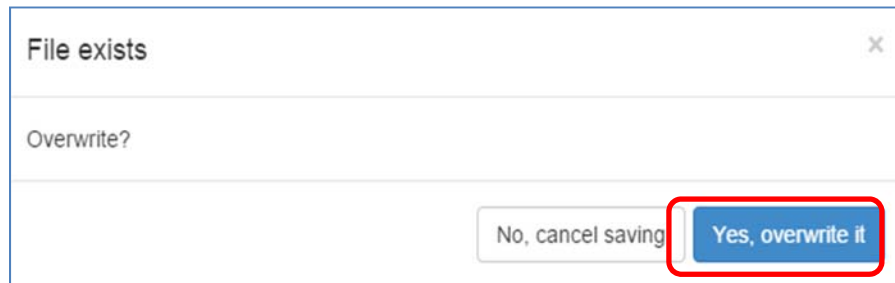 File exists ×
Overwrite?
No, cancel saving Yes, overwrite it